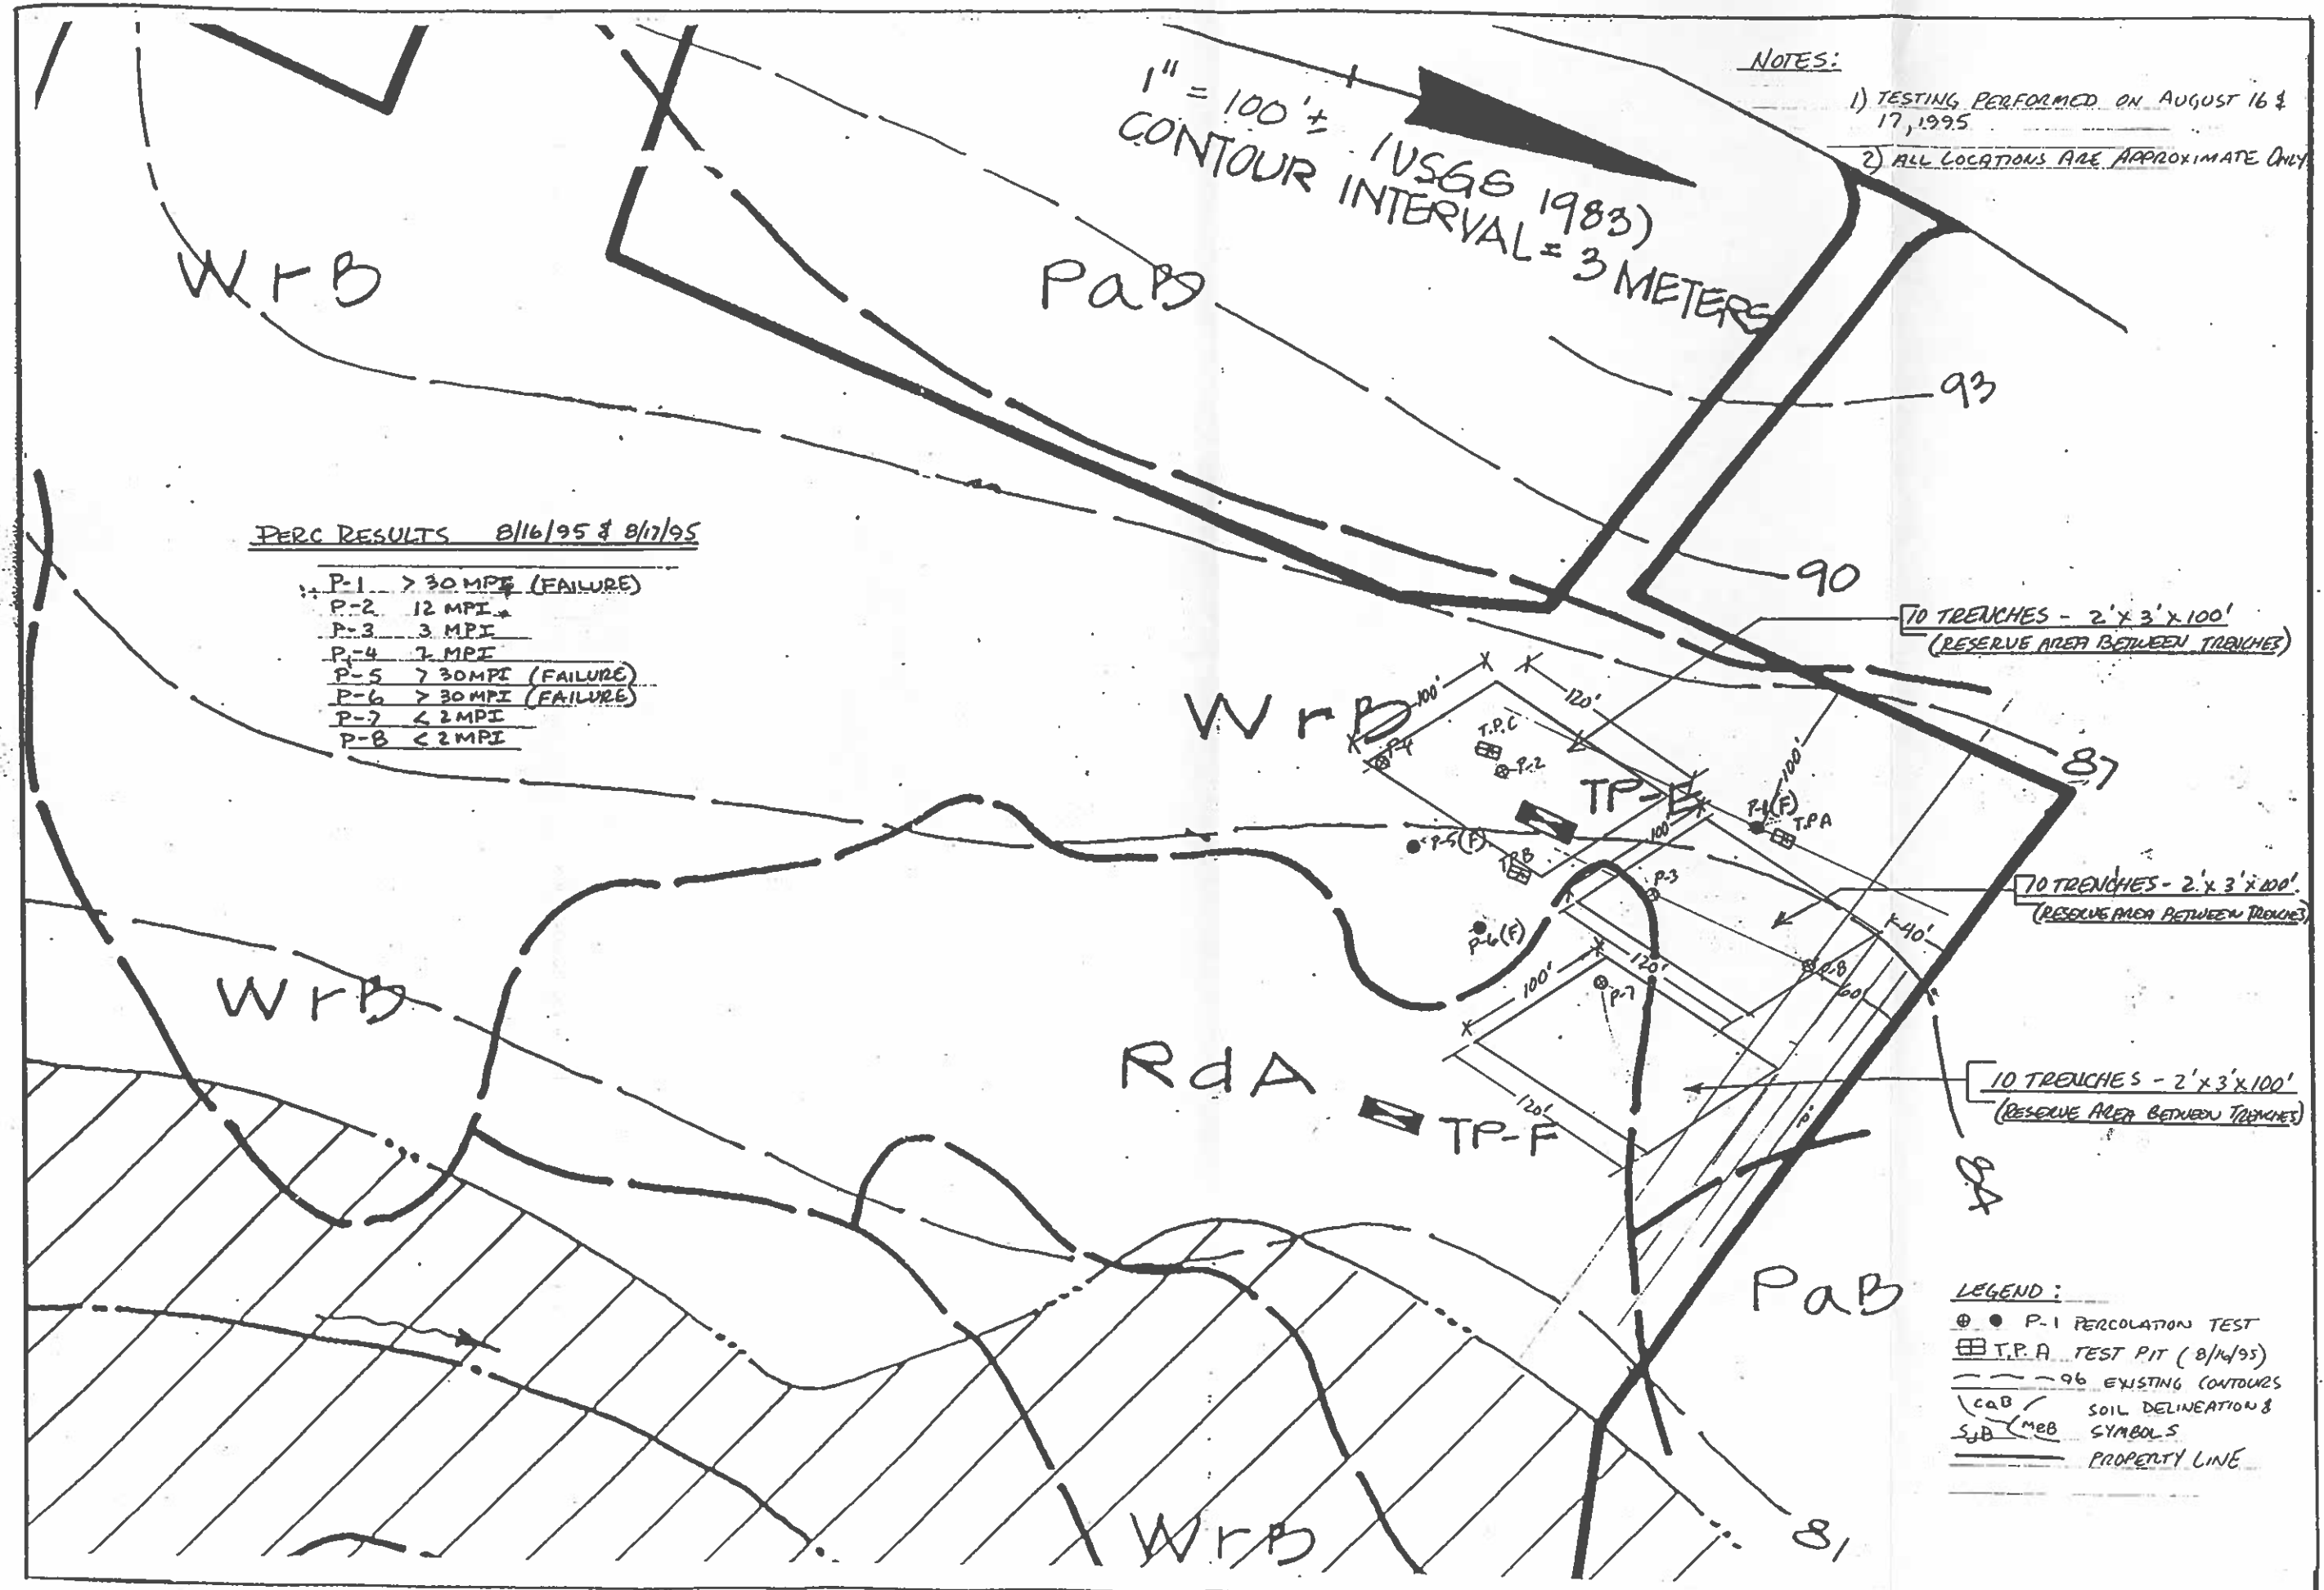 NOTES:
1) TESTING PERFORMED ON AUGUST 16 &
17, 1995
2) ALL LOCATIONS ARE APPROXIMATE ONLY
1" = 100'±
(USGS 1983)
CONTOUR INTERVAL = 3 METERS
WrB
PaB
93
90
PERC RESULTS 8/16/95 & 8/17/95
P-1 > 30 MPI (FAILURE)
P-2 12 MPI
P-3 3 MPI
P-4 7 MPI
P-5 > 30 MPI (FAILURE)
P-6 > 30 MPI (FAILURE)
P-7 < 2 MPI
P-8 < 2 MPI
10 TRENCHES - 2' X 3' X 100'
(RESERVE AREA BETWEEN TRENCHES)
WrB
100'
120'
T.P.C
P-4
P-2
TP-E
100'
P-1(F)
T.P.A
87
P-5(F)
100'
T.P.B
P-3
10 TRENCHES - 2' X 3' X 100'
(RESERVE AREA BETWEEN TRENCHES)
P-6(F)
40'
120'
P-8
60'
100'
P-7
WrB
RdA
TP-F
120'
10 TRENCHES - 2' X 3' X 100'
(RESERVE AREA BETWEEN TRENCHES)
84
PaB
LEGEND:
P-1 PERCOLATION TEST
T.P. A TEST PIT (8/16/95)
96 EXISTING CONTOURS
CaB SOIL DELINEATION &
SJB MeB SYMBOLS
PROPERTY LINE
WrB
81